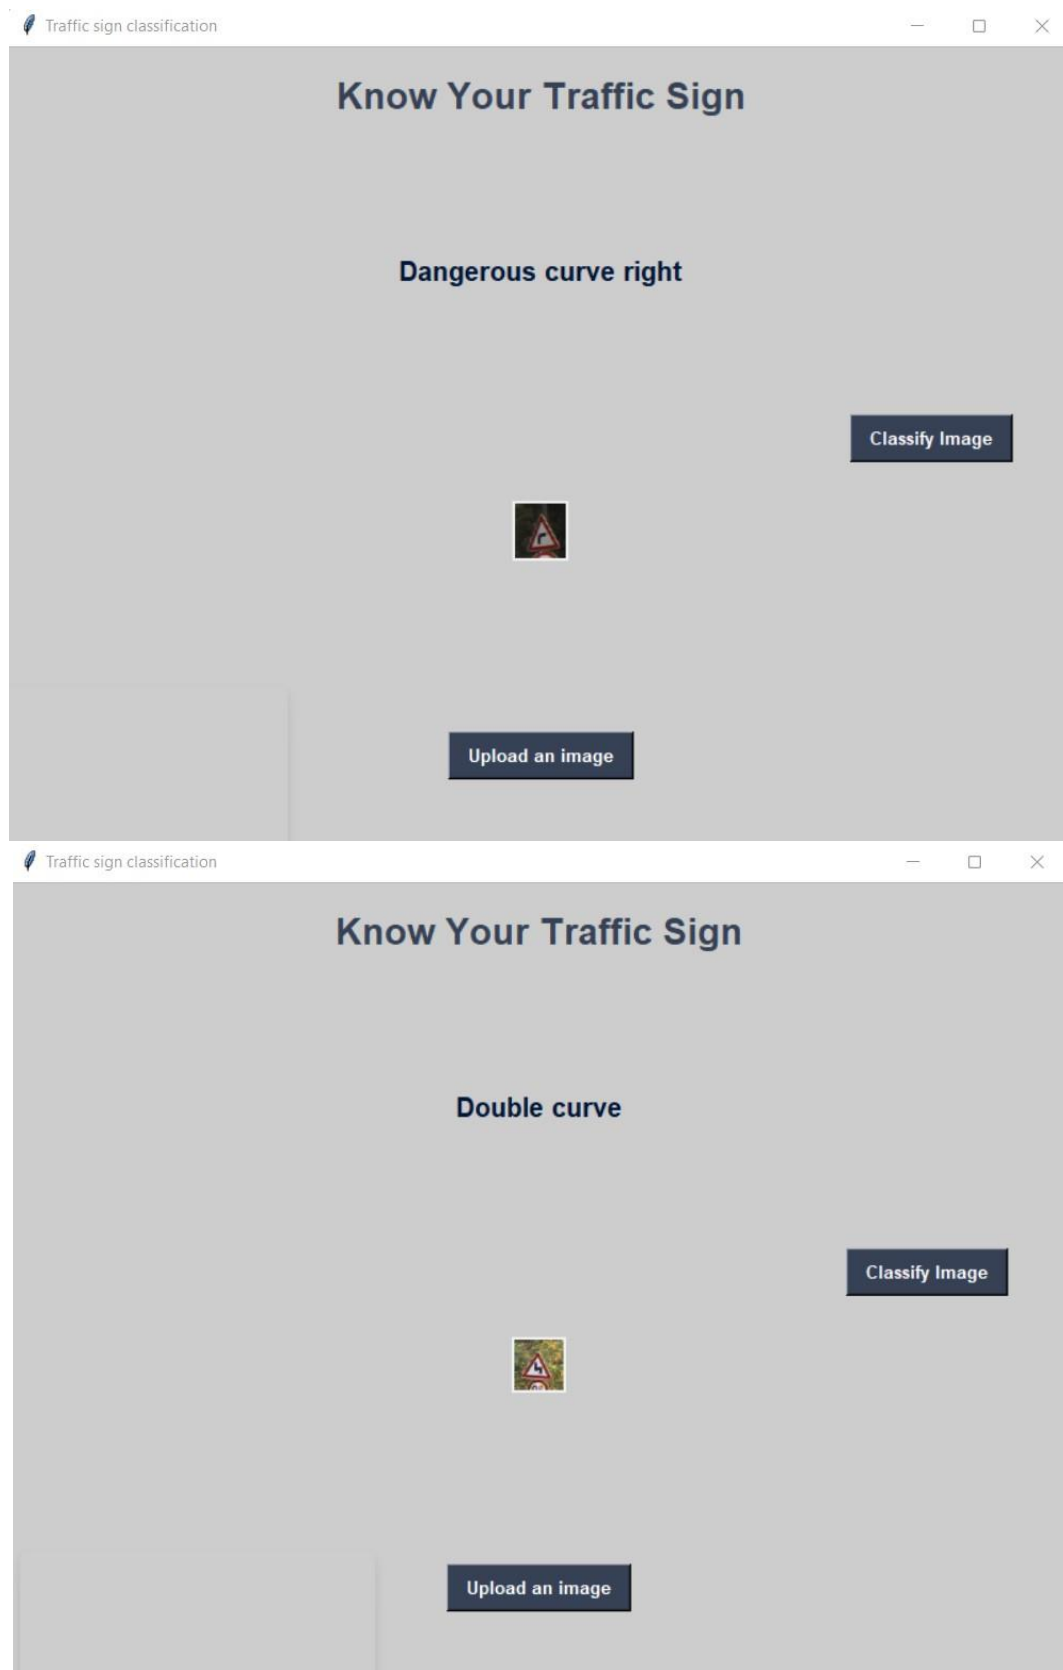 Traffic sign classification
Know Your Traffic Sign
Dangerous curve right
Classify Image
Upload an image
Traffic sign classification
Know Your Traffic Sign
Double curve
Classify Image
Upload an image